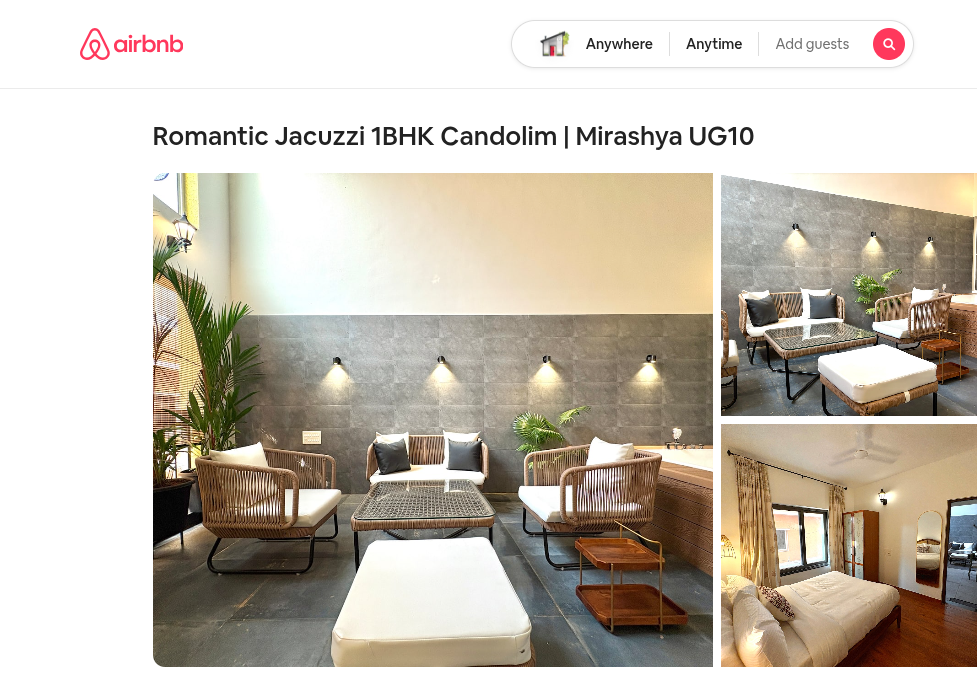 airbnb
Anywhere
Anytime
Add guests
Romantic Jacuzzi 1BHK Candolim | Mirashya UG10